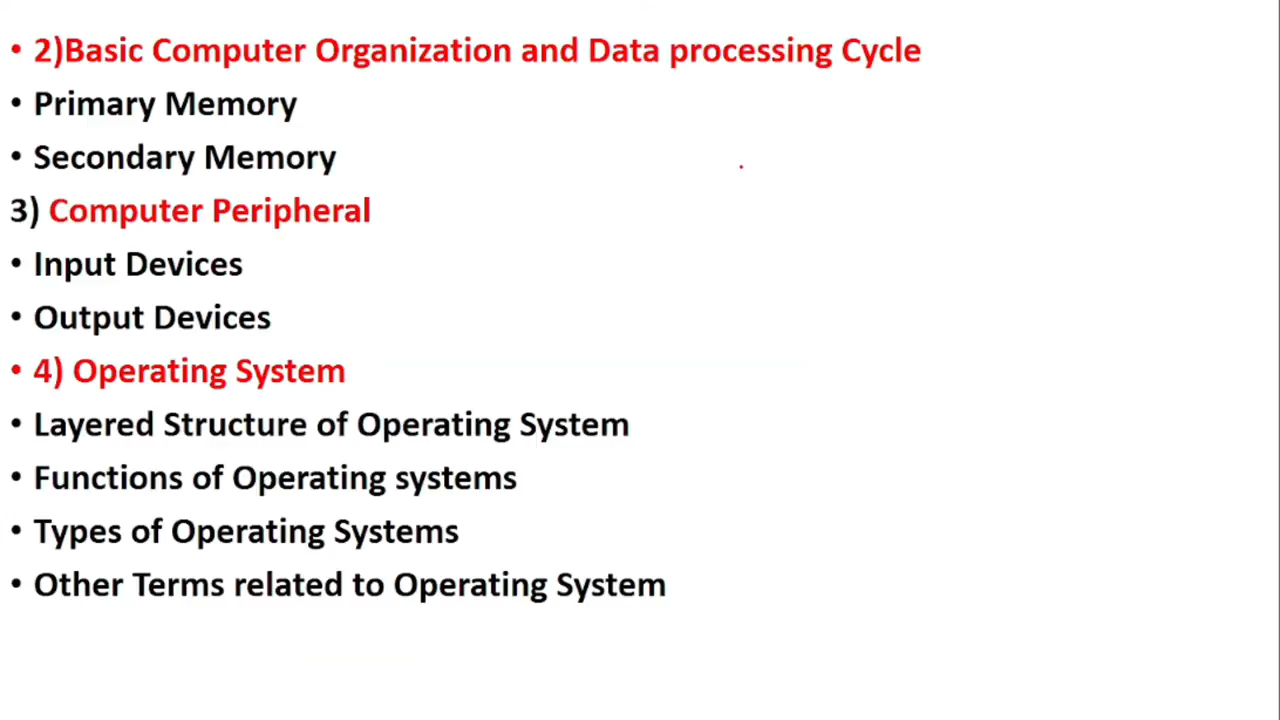 • 2)Basic Computer Organization and Data processing Cycle
• Primary Memory
• Secondary Memory
3) Computer Peripheral
• Input Devices
• Output Devices
• 4) Operating System
• Layered Structure of Operating System
• Functions of Operating systems
• Types of Operating Systems
• Other Terms related to Operating System